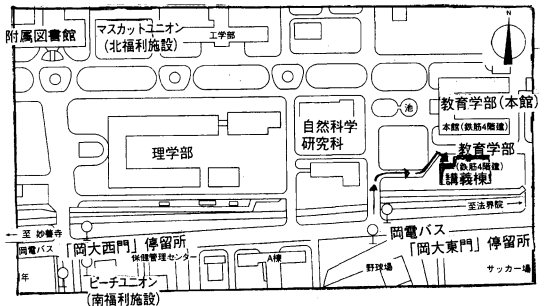 N
附属図書館
マスカットユニオン
(北福利施設)
工学部
池
教育学部(本館)
本館(鉄筋4階建)
自然科学
研究科
理学部
教育学部
(鉄筋4階建)
講義棟
至法界院
至 妙善寺
岡電バス
「岡大西門」停留所
岡電バス
「岡大東門」停留所
保健管理センター
A棟
野球場
サッカー場
ピーチユニオン
(南福利施設)